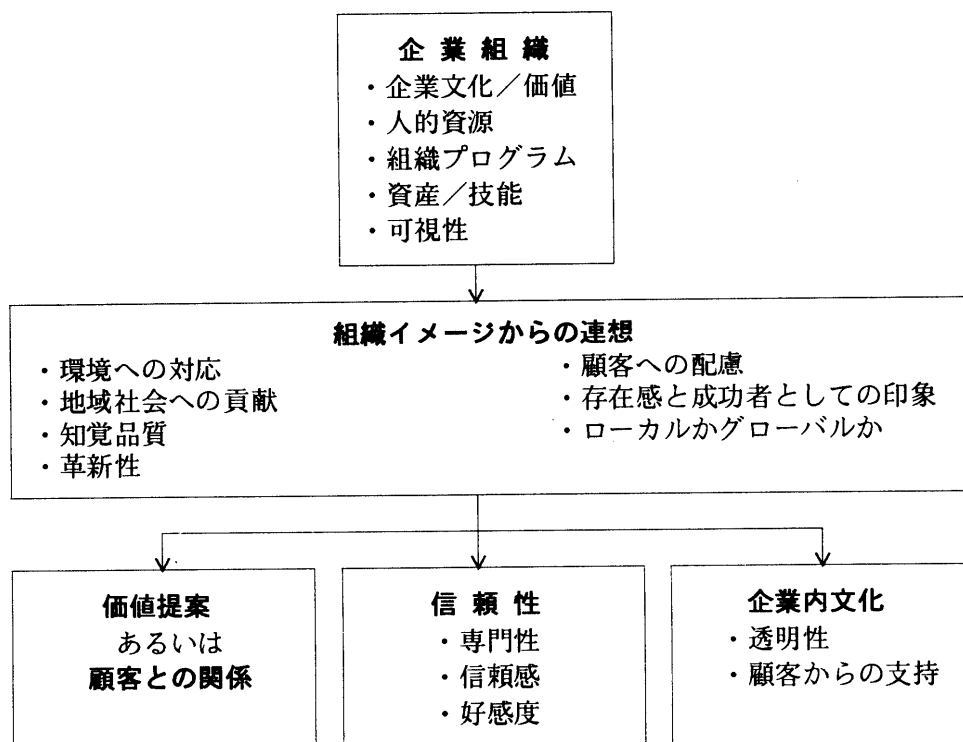 企業組織
・企業文化／価値
・人的資源
・組織プログラム
・資産／技能
・可視性
組織イメージからの連想
・環境への対応
・地域社会への貢献
・知覚品質
・革新性
・顧客への配慮
・存在感と成功者としての印象
・ローカルかグローバルか
価値提案
あるいは
顧客との関係
信頼性
・専門性
・信頼感
・好感度
企業内文化
・透明性
・顧客からの支持